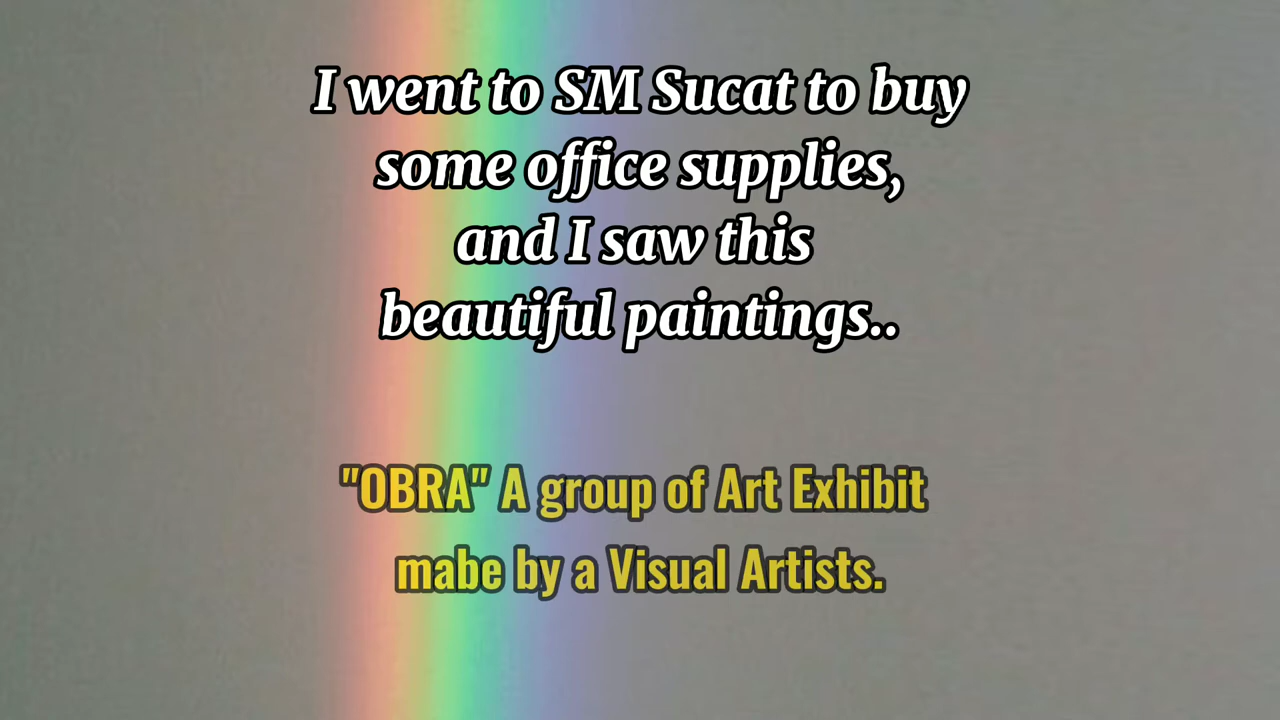 I went to SM Sucat to buy
some office supplies,
and I saw this
beautiful paintings..
"OBRA" A group of Art Exhibit
mabe by a Visual Artists.